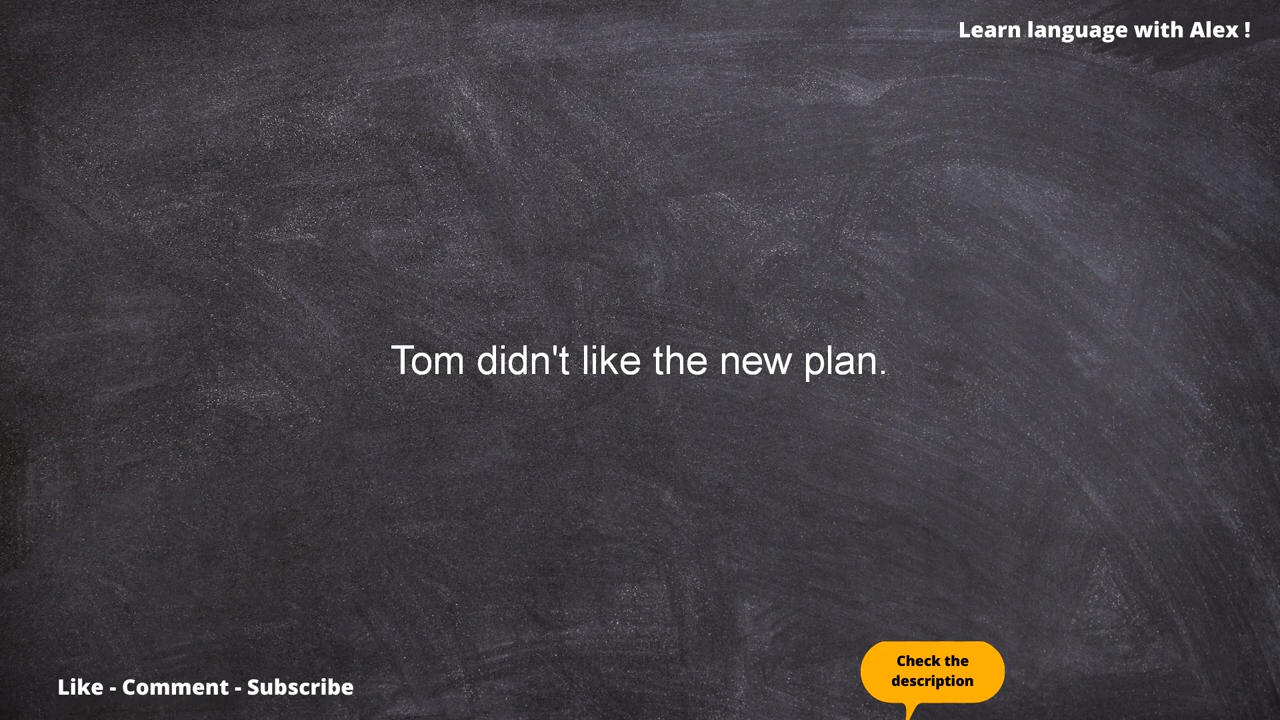 Learn language with Alex !
Tom didn't like the new plan.
Check the
description
Like - Comment - Subscribe